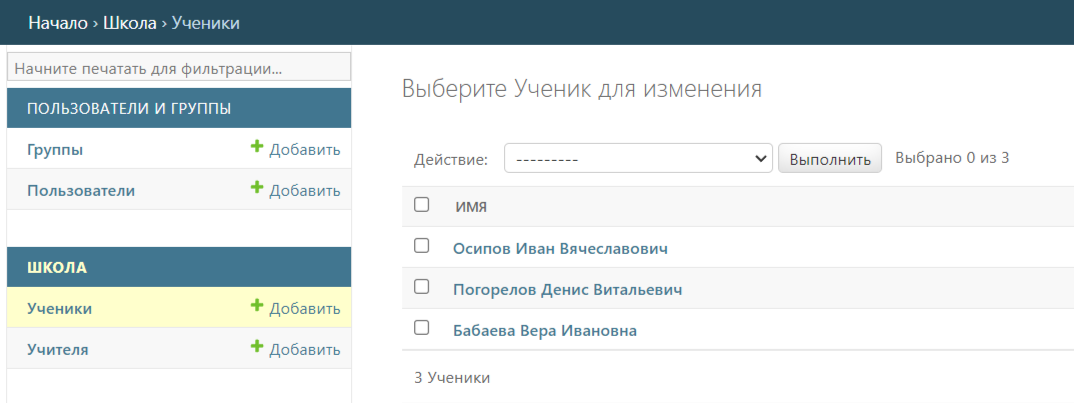 Начало › Школа › Ученики
Начните печатать для фильтрации...
ПОЛЬЗОВАТЕЛИ И ГРУППЫ
Группы Добавить
Пользователи Добавить
ШКОЛА
Ученики Добавить
Учителя Добавить
Выберите Ученик для изменения
Действие: --------- Выполнить Выбрано 0 из 3
ИМЯ
Осипов Иван Вячеславович
Погорелов Денис Витальевич
Бабаева Вера Ивановна
3 Ученики